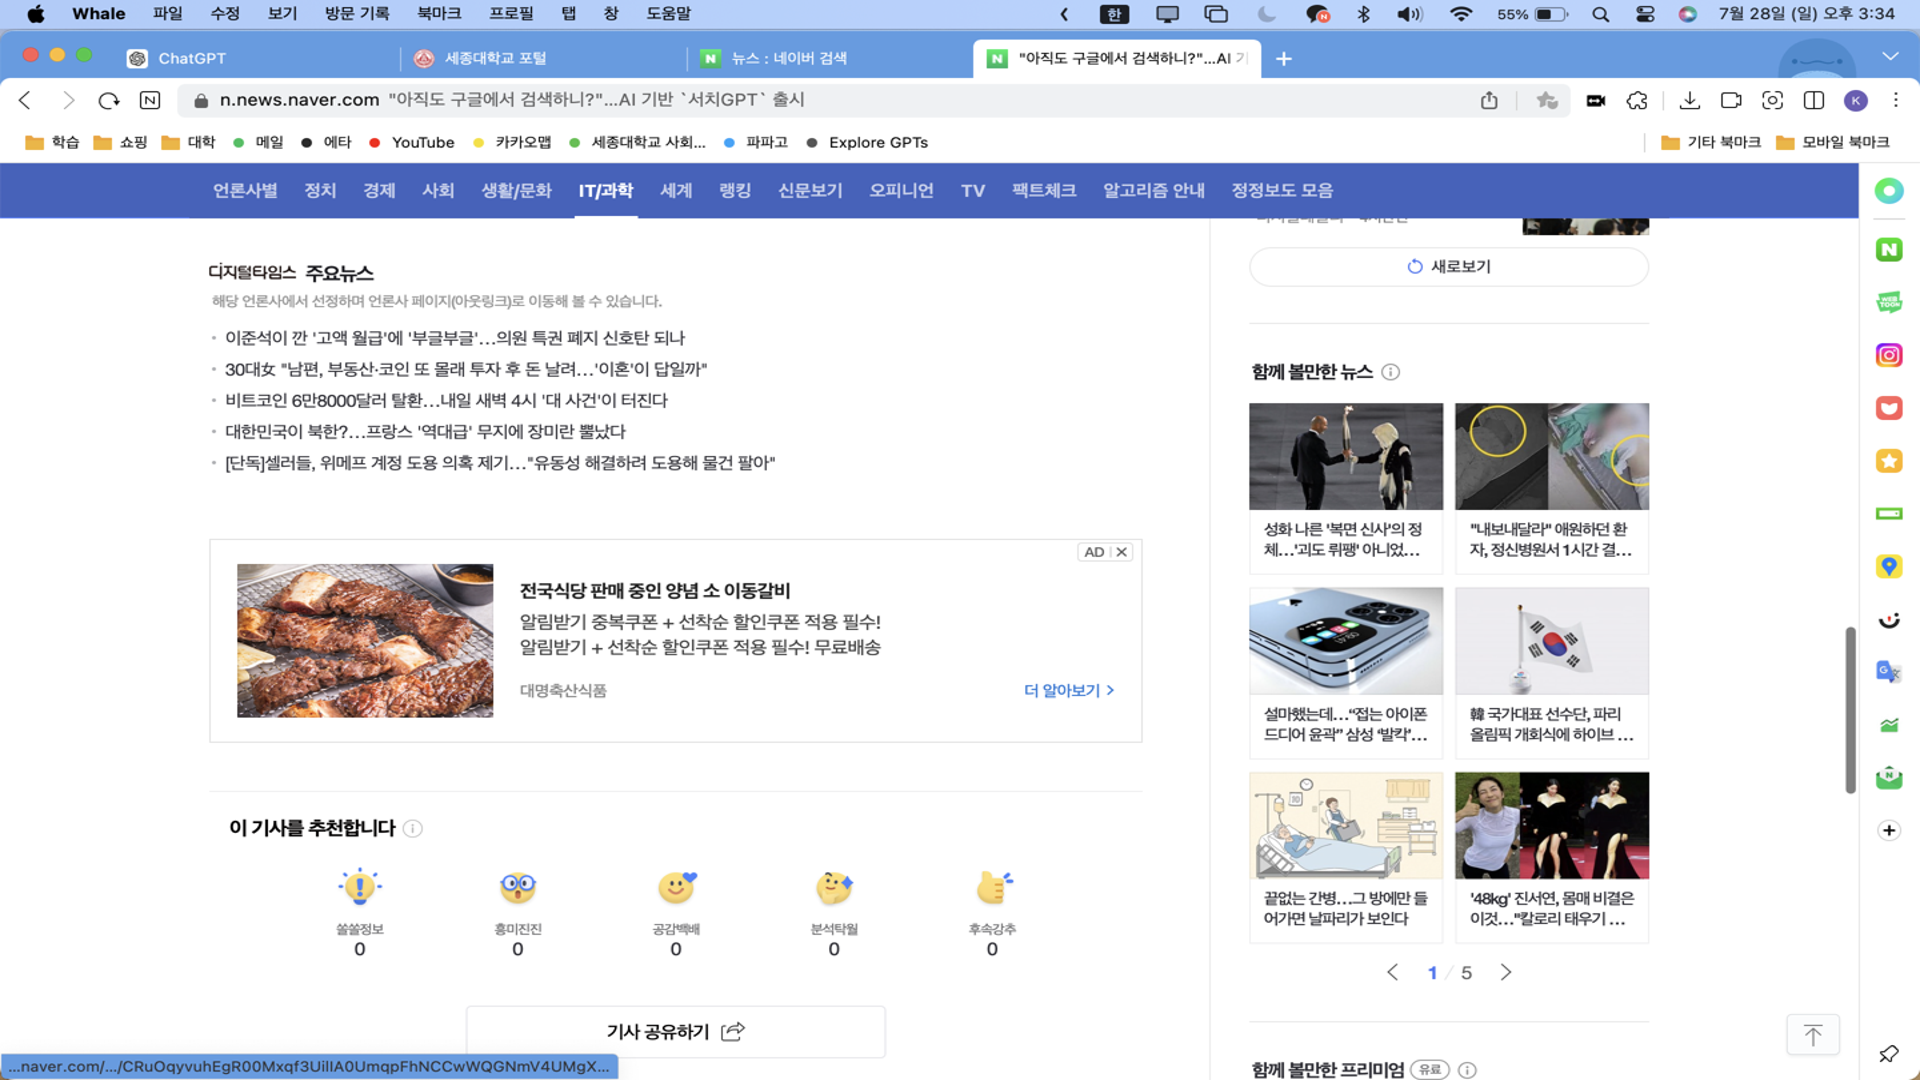 Whale 파일 수정 보기 방문 기록 북마크 프로필 탭 창 도움말 한 55% 7월 28일 (일) 오후 3:34
ChatGPT 세종대학교 포털 뉴스 : 네이버 검색 "아직도 구글에서 검색하니?"...AI 기
n.news.naver.com "아직도 구글에서 검색하니?"...AI 기반 `서치GPT` 출시
학습 쇼핑 대학 메일 에타 YouTube 카카오맵 세종대학교 사회... 파파고 Explore GPTs 기타 북마크 모바일 북마크
언론사별 정치 경제 사회 생활/문화 IT/과학 세계 랭킹 신문보기 오피니언 TV 팩트체크 알고리즘 안내 정정보도 모음
디지털타임스 주요뉴스
해당 언론사에서 선정하며 언론사 페이지(아웃링크)로 이동해 볼 수 있습니다.
이준석이 깐 '고액 월급'에 '부글부글'…의원 특권 폐지 신호탄 되나
30대女 "남편, 부동산·코인 또 몰래 투자 후 돈 날려…'이혼'이 답일까"
비트코인 6만8000달러 탈환…내일 새벽 4시 '대 사건'이 터진다
대한민국이 북한?…프랑스 '역대급' 무지에 장미란 뿔났다
[단독]셀러들, 위메프 계정 도용 의혹 제기…"유동성 해결하려 도용해 물건 팔아"
AD
전국식당 판매 중인 양념 소 이동갈비
알림받기 중복쿠폰 + 선착순 할인쿠폰 적용 필수!
알림받기 + 선착순 할인쿠폰 적용 필수! 무료배송
대명축산식품
더 알아보기
이 기사를 추천합니다
쏠쏠정보 흥미진진 공감백배 분석탁월 후속강추
0 0 0 0 0
기사 공유하기
...naver.com/.../CRuOqyvuhEgR00Mxqf3UillA0UmqpFhNCCwWQGNmV4UMgX...
새로보기
함께 볼만한 뉴스
성화 나른 '복면 신사'의 정
체…'괴도 뤼팽' 아니었…
"내보내달라" 애원하던 환
자, 정신병원서 1시간 결…
설마했는데…“접는 아이폰
드디어 윤곽” 삼성 ‘발칵’…
韓 국가대표 선수단, 파리
올림픽 개회식에 하이브 …
끝없는 간병…그 방에만 들
어가면 날파리가 보인다
'48kg' 진서연, 몸매 비결은
이것…"칼로리 태우기 …
1 / 5
함께 볼만한 프리미엄 유료
N
WEB
TOON
K